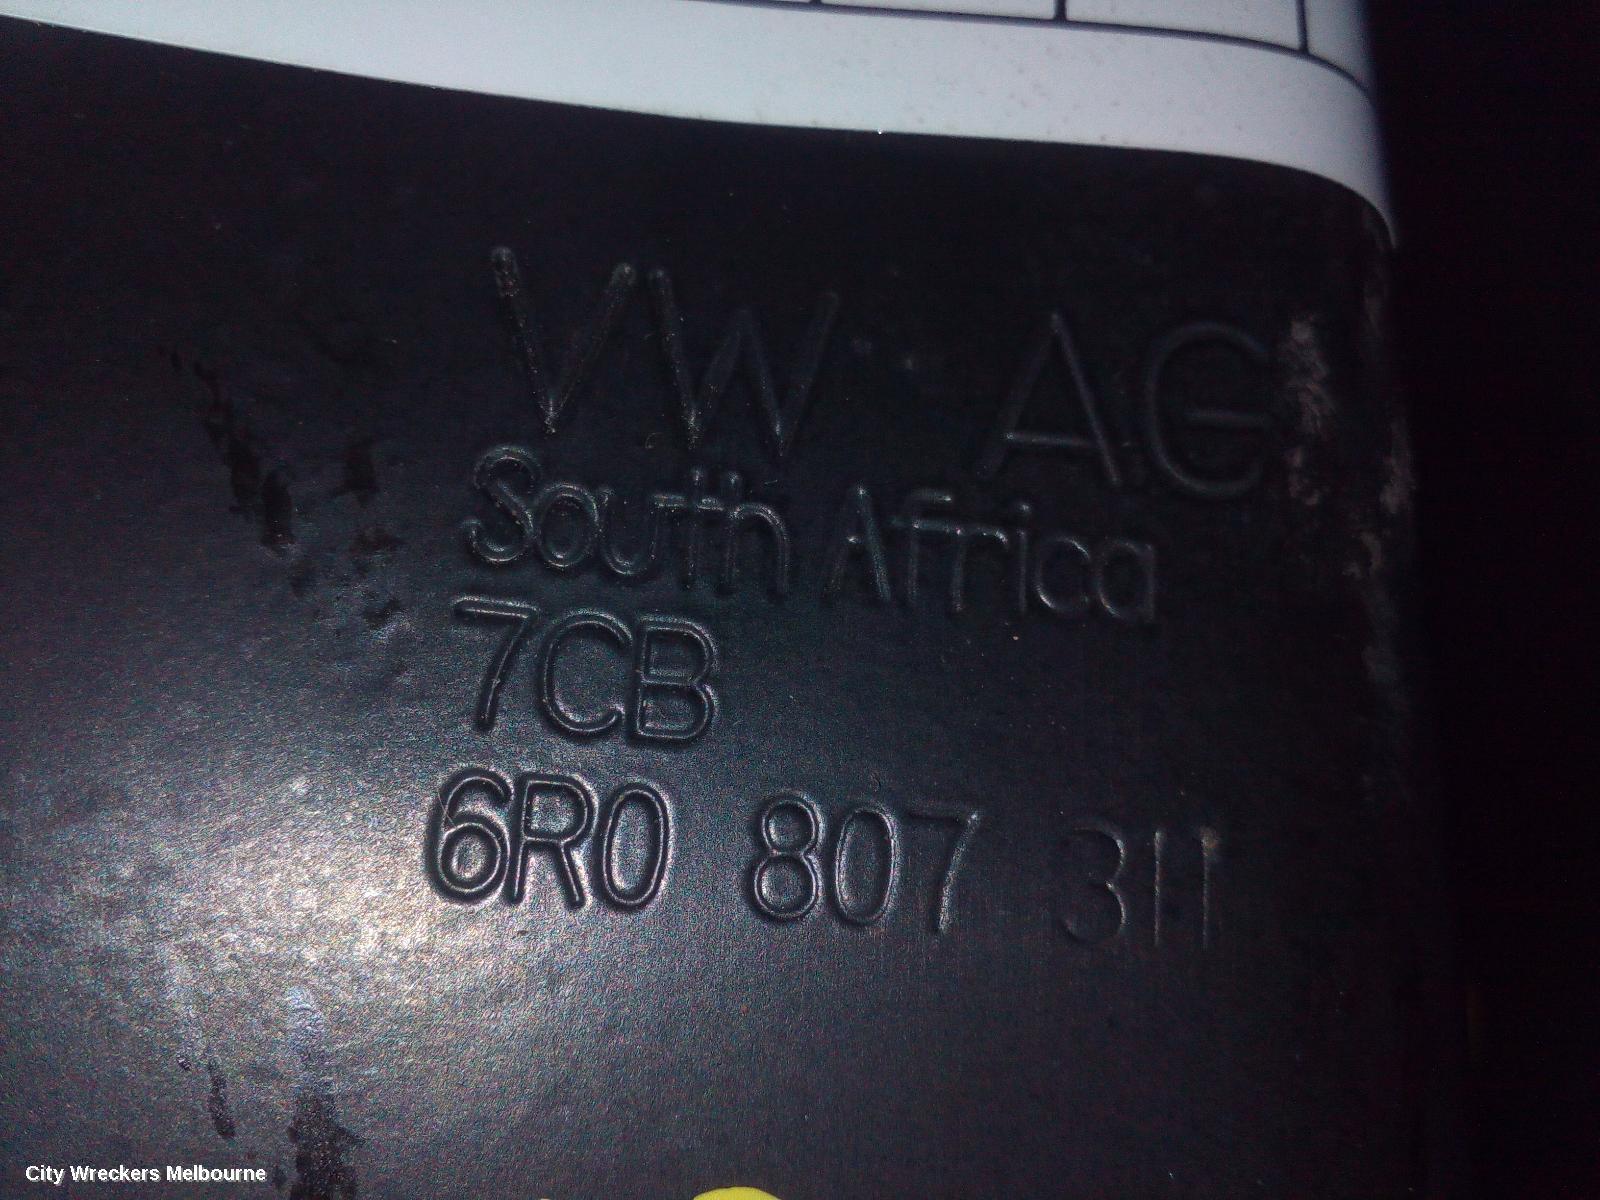 VW AG
South Africa
7CB
6R0 807 311
City Wreckers Melbourne